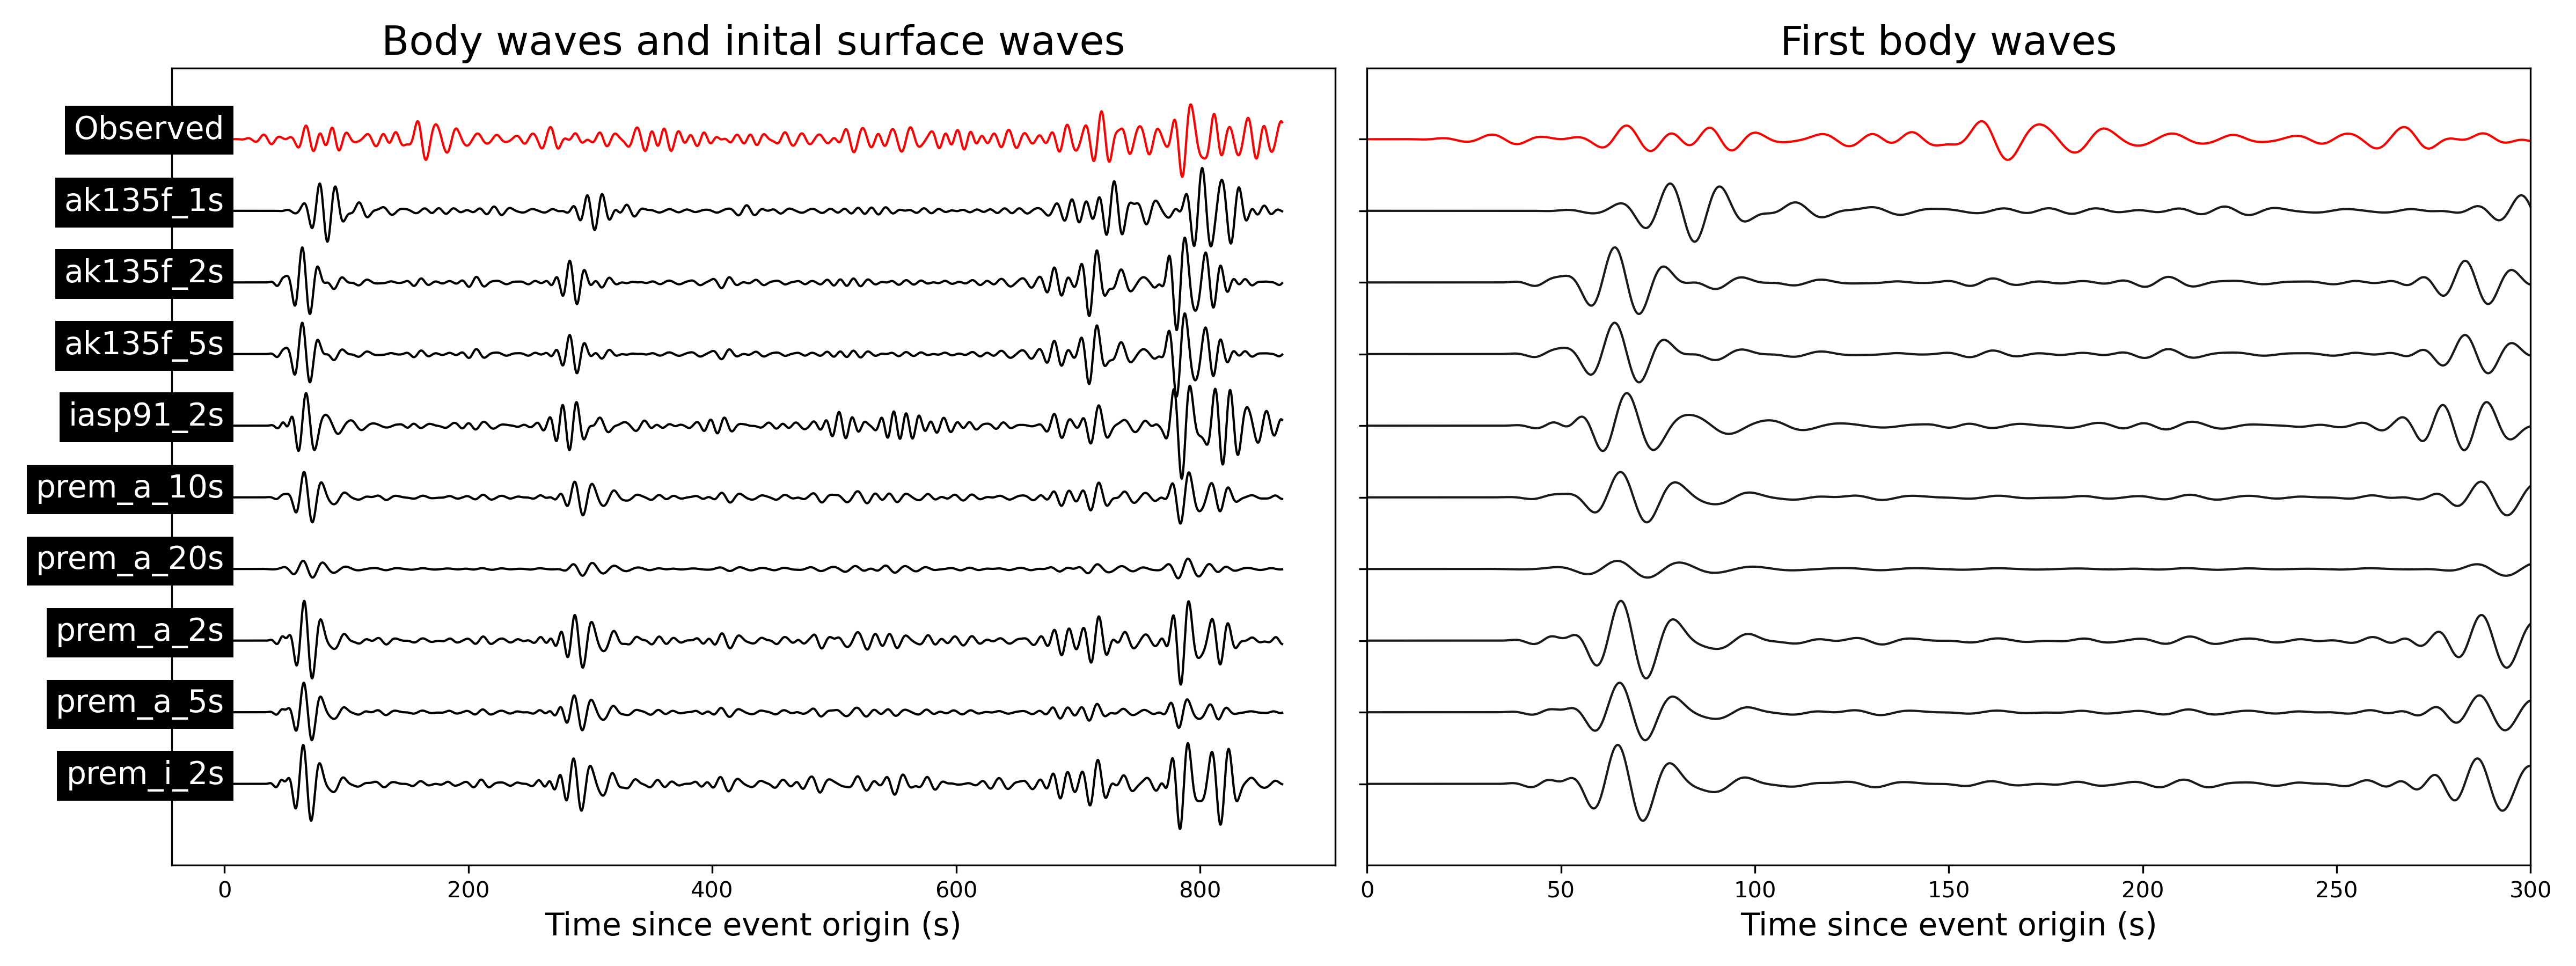 Body waves and inital surface waves
First body waves
Observed
ak135f_1s
ak135f_2s
ak135f_5s
iasp91_2s
prem_a_10s
prem_a_20s
prem_a_2s
prem_a_5s
prem_i_2s
0 200 400 600 800
0 50 100 150 200 250 300
Time since event origin (s)
Time since event origin (s)